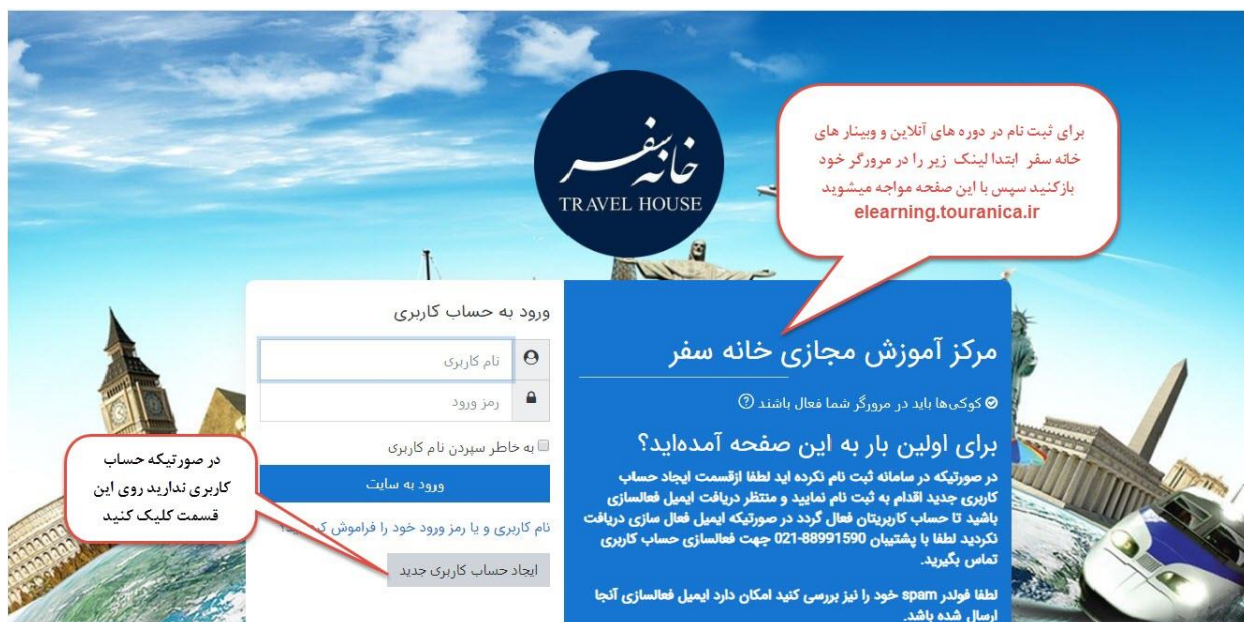 خانه سفر
TRAVEL HOUSE
برای ثبت نام در دوره های آنلاین و وبینار های
خانه سفر ابتدا لینک زیر را در مرورگر خود
بازکنید سپس با این صفحه مواجه میشوید
elearning.touranica.ir
مرکز آموزش مجازی خانه سفر
کوکی‌ها باید در مرورگر شما فعال باشند
برای اولین بار به این صفحه آمده‌اید؟
در صورتیکه در سامانه ثبت نام نکرده اید لطفا ازقسمت ایجاد حساب
کاربری جدید اقدام به ثبت نام نمایید و منتظر دریافت ایمیل فعالسازی
باشید تا حساب کاربریتان فعال گردد در صورتیکه ایمیل فعال سازی دریافت
نکردید لطفا با پشتیبان 88991590-021 جهت فعالسازی حساب کاربری
تماس بگیرید.
لطفا فولدر spam خود را نیز بررسی کنید امکان دارد ایمیل فعالسازی آنجا
ارسال شده باشد.
ورود به حساب کاربری
نام کاربری
رمز ورود
به خاطر سپردن نام کاربری
ورود به سایت
نام کاربری و یا رمز ورود خود را فراموش
ایجاد حساب کاربری جدید
در صورتیکه حساب
کاربری ندارید روی این
قسمت کلیک کنید